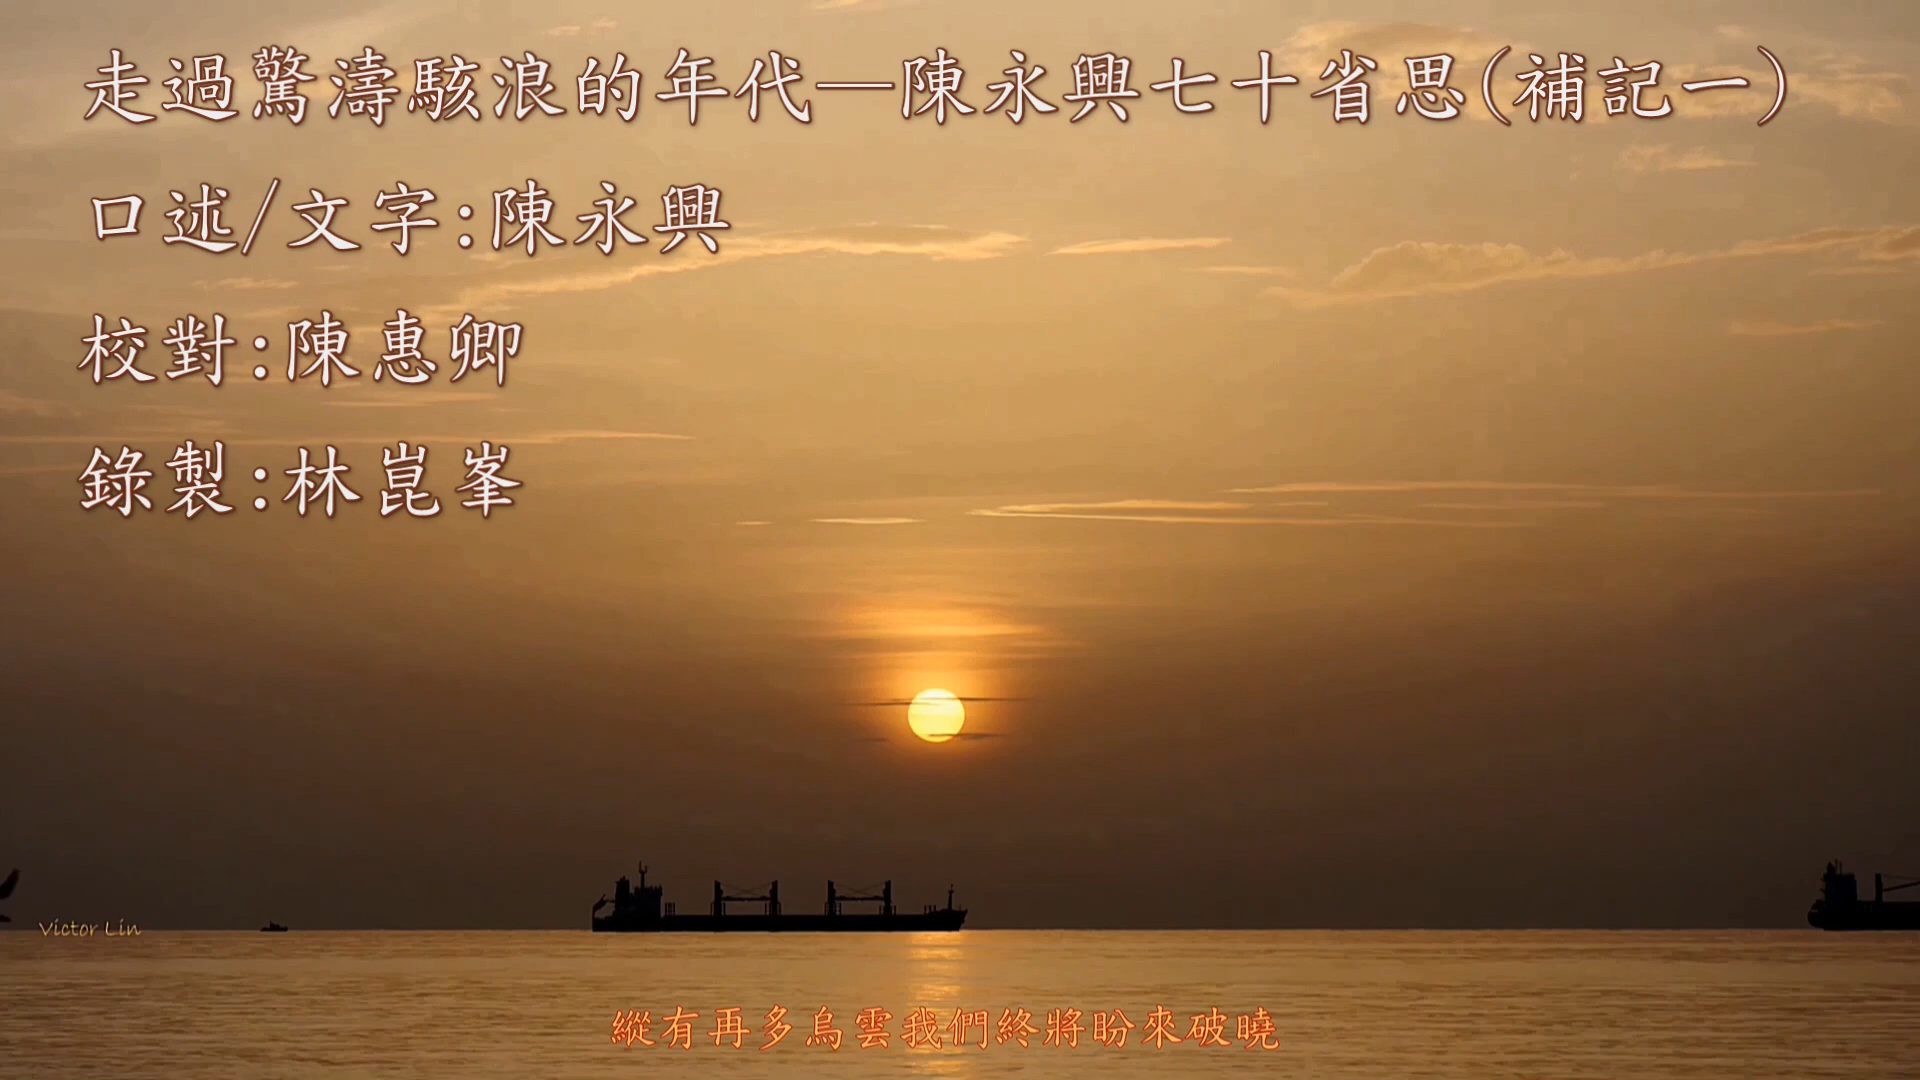 走過驚濤駭浪的年代—陳永興七十省思(補記一)
口述/文字:陳永興
校對:陳惠卿
錄製:林崑峯
Victor Lin
縱有再多烏雲我們終將盼來破曉